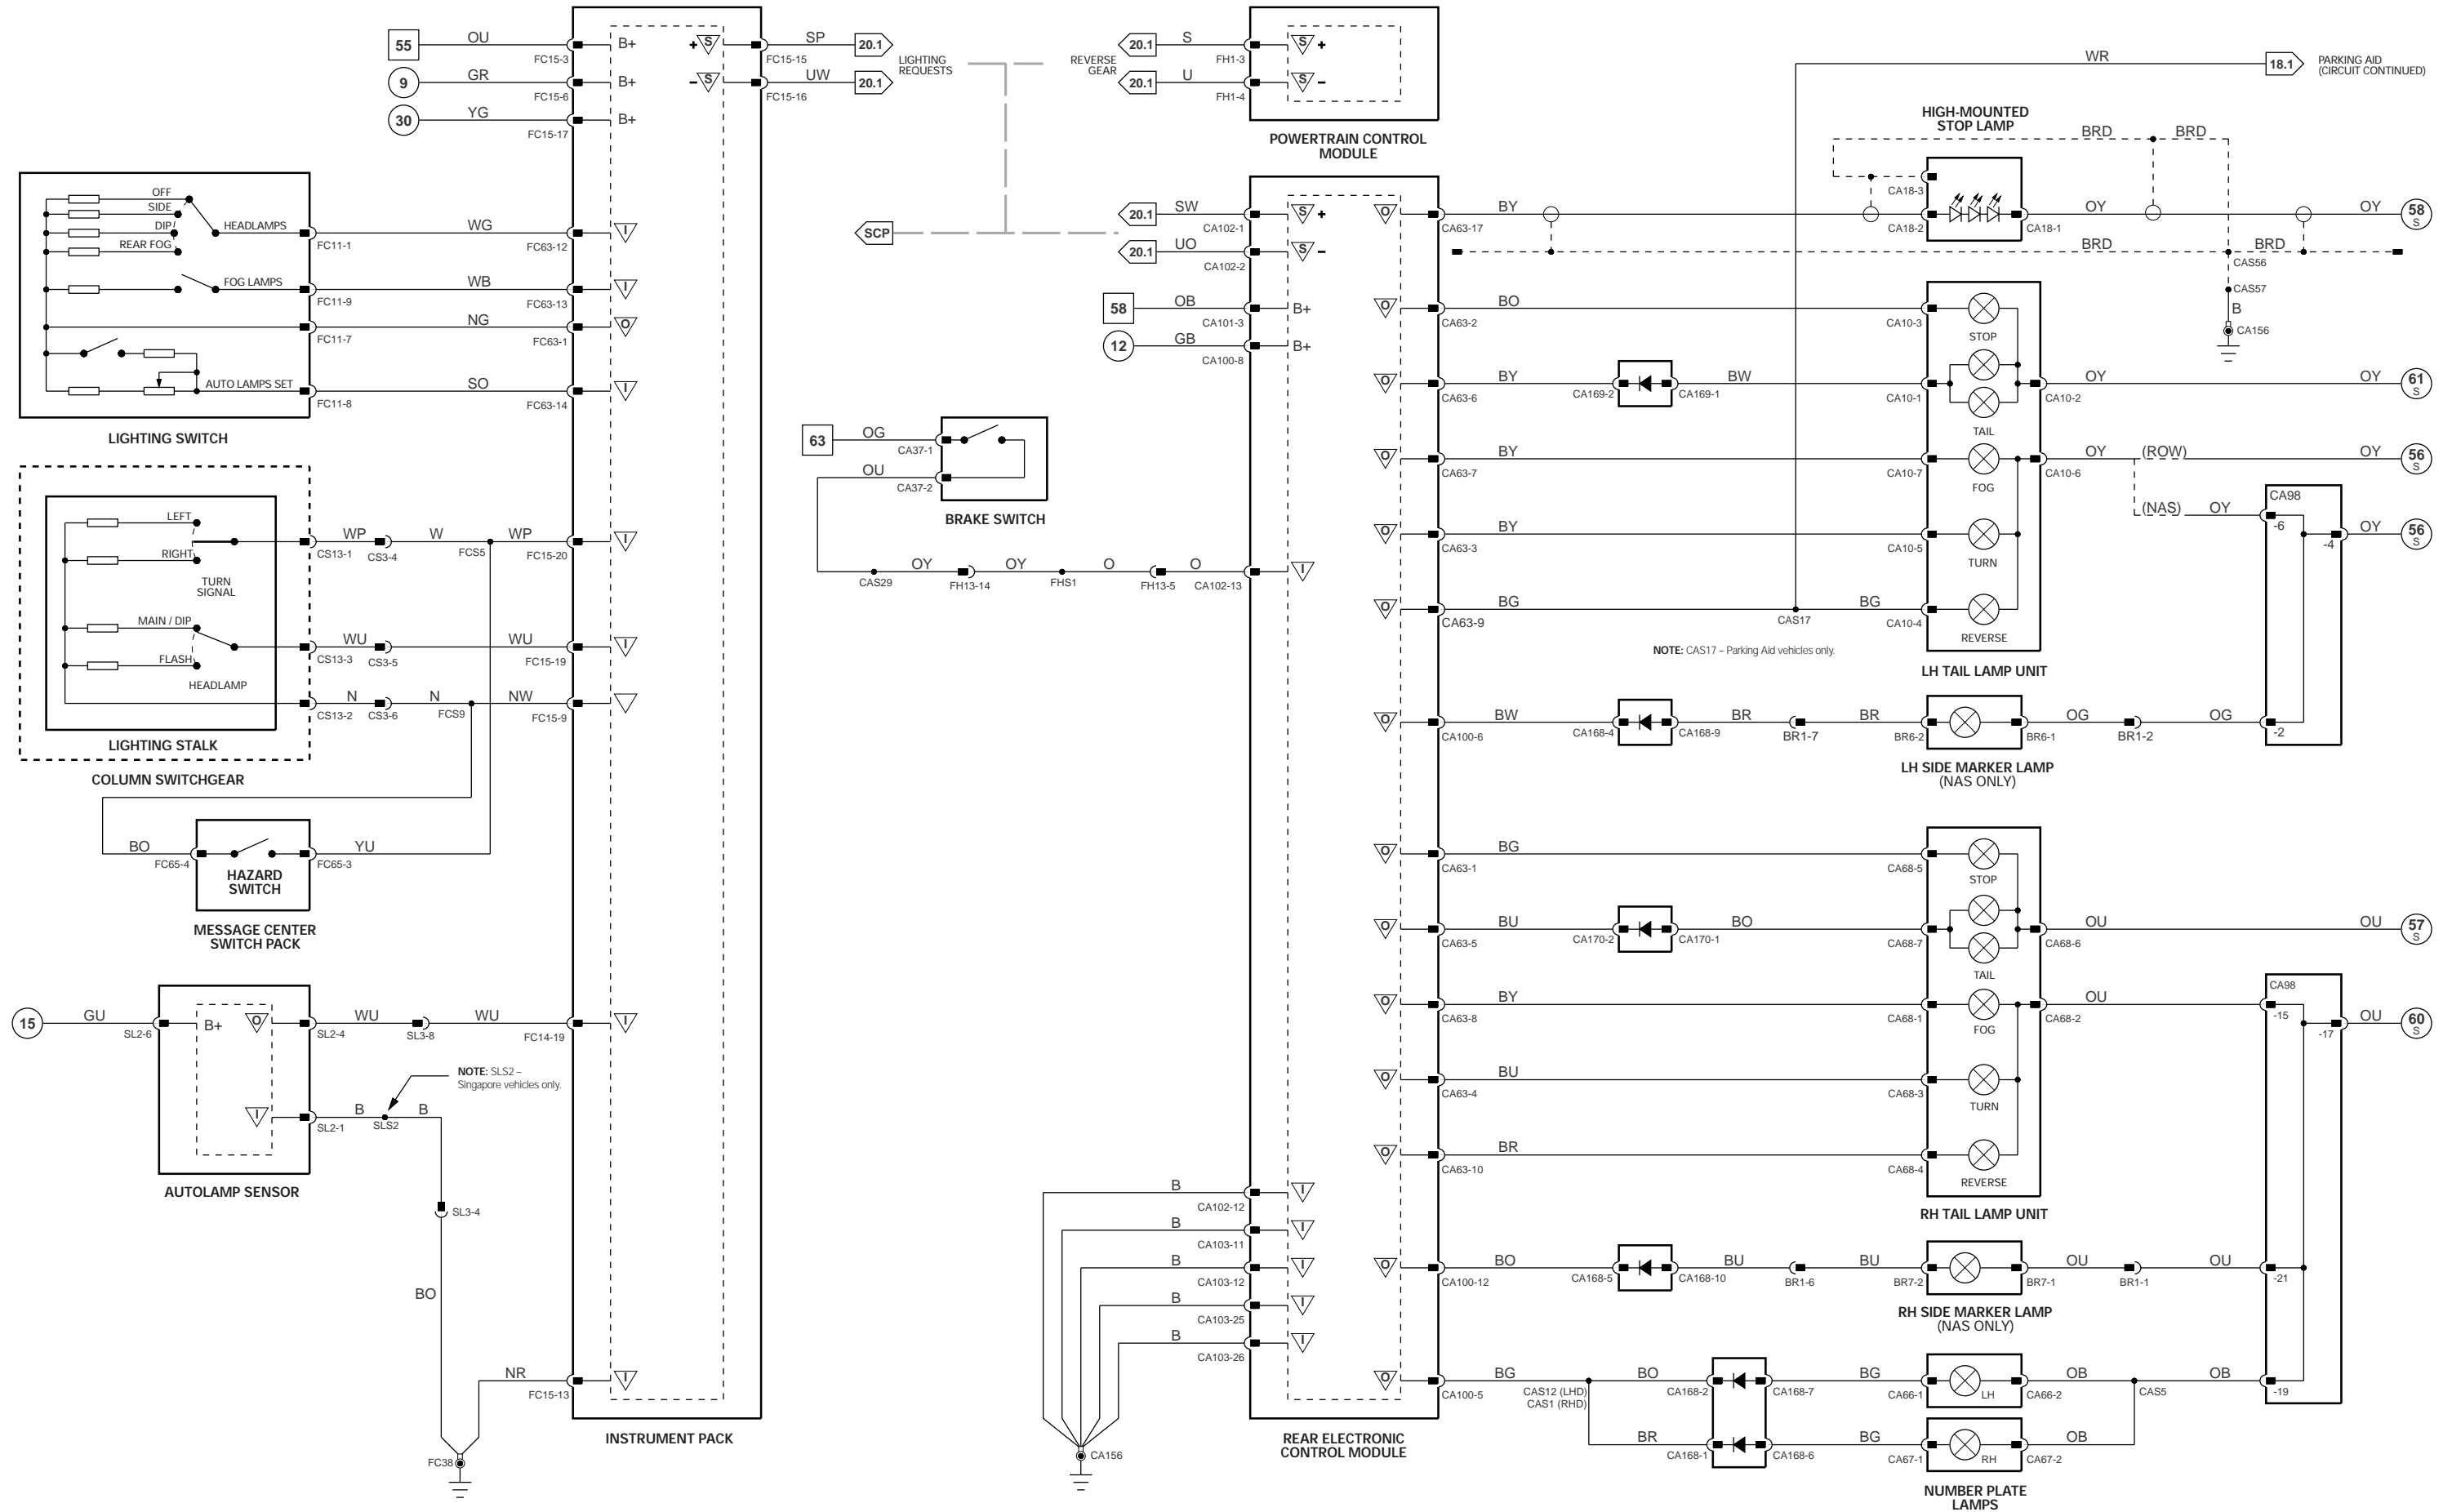 55
OU
FC15-3
B+
9
GR
FC15-6
B+
30
YG
FC15-17
B+
+
S
FC15-15
SP
20.1
–
S
FC15-16
UW
20.1
LIGHTING
REQUESTS
SCP
REVERSE
GEAR
20.1
S
FH1-3
S
+
20.1
U
FH1-4
S
–
POWERTRAIN CONTROL
MODULE
WR
18.1
PARKING AID
(CIRCUIT CONTINUED)
HIGH-MOUNTED
STOP LAMP
BRD
BRD
CA18-3
CA18-2
CA18-1
OY
OY
58
S
BRD
BRD
CAS56
CAS57
B
CA156
OFF
SIDE
DIP
REAR FOG
HEADLAMPS
FC11-1
WG
FC63-12
I
FOG LAMPS
FC11-9
WB
FC63-13
I
FC11-7
NG
FC63-1
O
AUTO LAMPS SET
FC11-8
SO
FC63-14
I
LIGHTING SWITCH
LEFT
RIGHT
TURN
SIGNAL
CS13-1
WP
CS3-4
W
FCS5
WP
FC15-20
I
MAIN / DIP
FLASH
HEADLAMP
CS13-3
WU
CS3-5
WU
FC15-19
I
CS13-2
N
CS3-6
N
FCS9
NW
FC15-9
LIGHTING STALK
COLUMN SWITCHGEAR
BO
FC65-4
HAZARD
SWITCH
FC65-3
YU
MESSAGE CENTER
SWITCH PACK
15
GU
SL2-6
B+
O
SL2-4
WU
SL3-8
WU
FC14-19
I
I
SL2-1
B
SLS2
B
NOTE: SLS2 –
Singapore vehicles only.
AUTOLAMP SENSOR
SL3-4
BO
NR
FC15-13
I
FC38
INSTRUMENT PACK
20.1
SW
CA102-1
S
+
20.1
UO
CA102-2
S
–
58
OB
CA101-3
B+
12
GB
CA100-8
B+
63
OG
CA37-1
OU
CA37-2
BRAKE SWITCH
CAS29
OY
FH13-14
OY
FHS1
O
FH13-5
O
CA102-13
I
B
CA102-12
I
B
CA103-11
I
B
CA103-12
I
B
CA103-25
I
B
CA103-26
I
CA156
REAR ELECTRONIC
CONTROL MODULE
O
CA63-17
BY
O
CA63-2
BO
CA10-3
STOP
O
CA63-6
BY
CA169-2
CA169-1
BW
CA10-1
TAIL
CA10-2
OY
OY
61
S
O
CA63-7
BY
CA10-7
FOG
CA10-6
OY
(ROW)
OY
56
S
(NAS)
OY
CA98
-6
-4
OY
56
S
O
CA63-3
BY
CA10-5
TURN
O
CA63-9
BG
CAS17
BG
CA10-4
REVERSE
NOTE: CAS17 – Parking Aid vehicles only.
LH TAIL LAMP UNIT
O
CA100-6
BW
CA168-4
CA168-9
BR
BR1-7
BR
BR6-2
BR6-1
OG
BR1-2
OG
-2
LH SIDE MARKER LAMP
(NAS ONLY)
O
CA63-1
BG
CA68-5
STOP
O
CA63-5
BU
CA170-2
CA170-1
BO
CA68-7
TAIL
CA68-6
OU
OU
57
S
O
CA63-8
BY
CA68-1
FOG
CA68-2
OU
CA98
-15
-17
OU
60
S
O
CA63-4
BU
CA68-3
TURN
O
CA63-10
BR
CA68-4
REVERSE
RH TAIL LAMP UNIT
O
CA100-12
BO
CA168-5
CA168-10
BU
BR1-6
BU
BR7-2
BR7-1
OU
BR1-1
OU
-21
RH SIDE MARKER LAMP
(NAS ONLY)
O
CA100-5
BG
CAS12 (LHD)
CAS1 (RHD)
BO
CA168-2
CA168-7
BG
CA66-1
LH
CA66-2
OB
CAS5
OB
-19
BR
CA168-1
CA168-6
BG
CA67-1
RH
CA67-2
OB
NUMBER PLATE
LAMPS